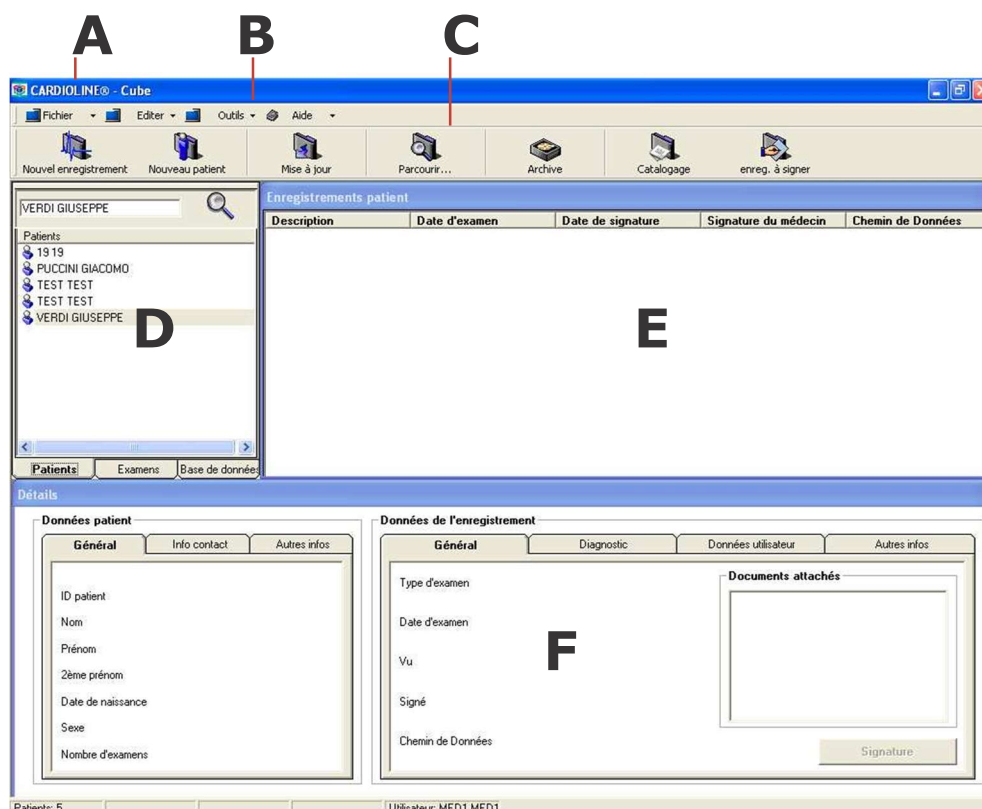 A B C
CARDIOLINE® - Cube
Fichier Editer Outils Aide
Nouvel enregistrement Nouveau patient Mise à jour Parcourir... Archive Catalogage enreg. à signer
VERDI GIUSEPPE
Patients
19 19
PUCCINI GIACOMO
TEST TEST
TEST TEST
VERDI GIUSEPPE
D
Patients Examens Base de données
Enregistrements patient
Description Date d'examen Date de signature Signature du médecin Chemin de Données
E
Détails
Données patient
Général Info contact Autres infos
ID patient
Nom
Prénom
2ème prénom
Date de naissance
Sexe
Nombre d'examens
Données de l'enregistrement
Général Diagnostic Données utilisateur Autres infos
Type d'examen
Date d'examen
Vu
Signé
Chemin de Données
F
Documents attachés
Signature
Patients: 5 Utilisateur: MED1 MED1